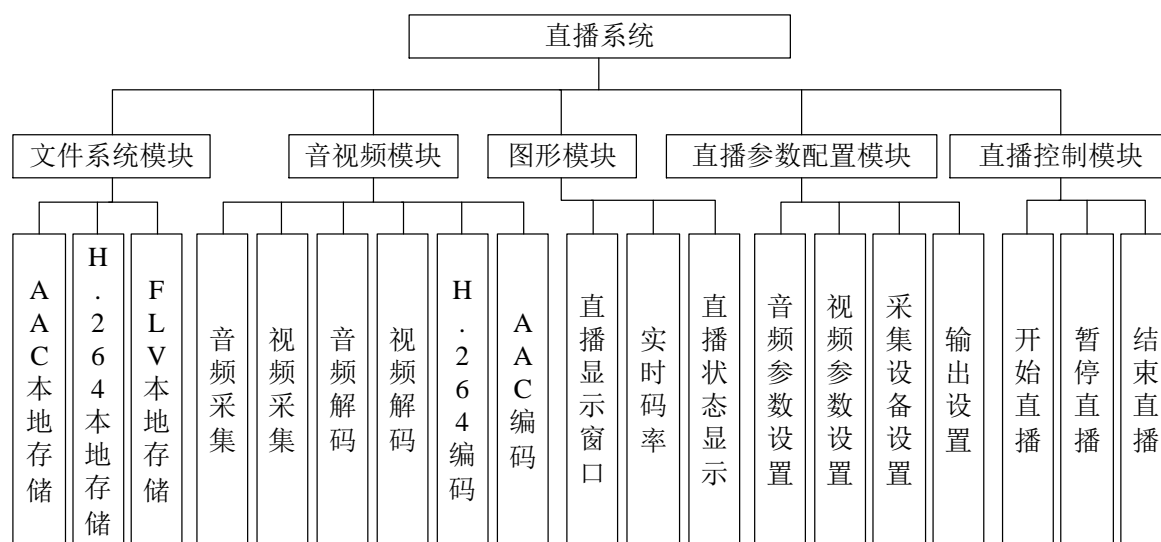 直播系统
文件系统模块
音视频模块
图形模块
直播参数配置模块
直播控制模块
AAC本地存储
H.264本地存储
FLV本地存储
音频采集
视频采集
音频解码
视频解码
H.264编码
AAC编码
直播显示窗口
实时码率
直播状态显示
音频参数设置
视频参数设置
采集设备设置
输出设置
开始直播
暂停直播
结束直播